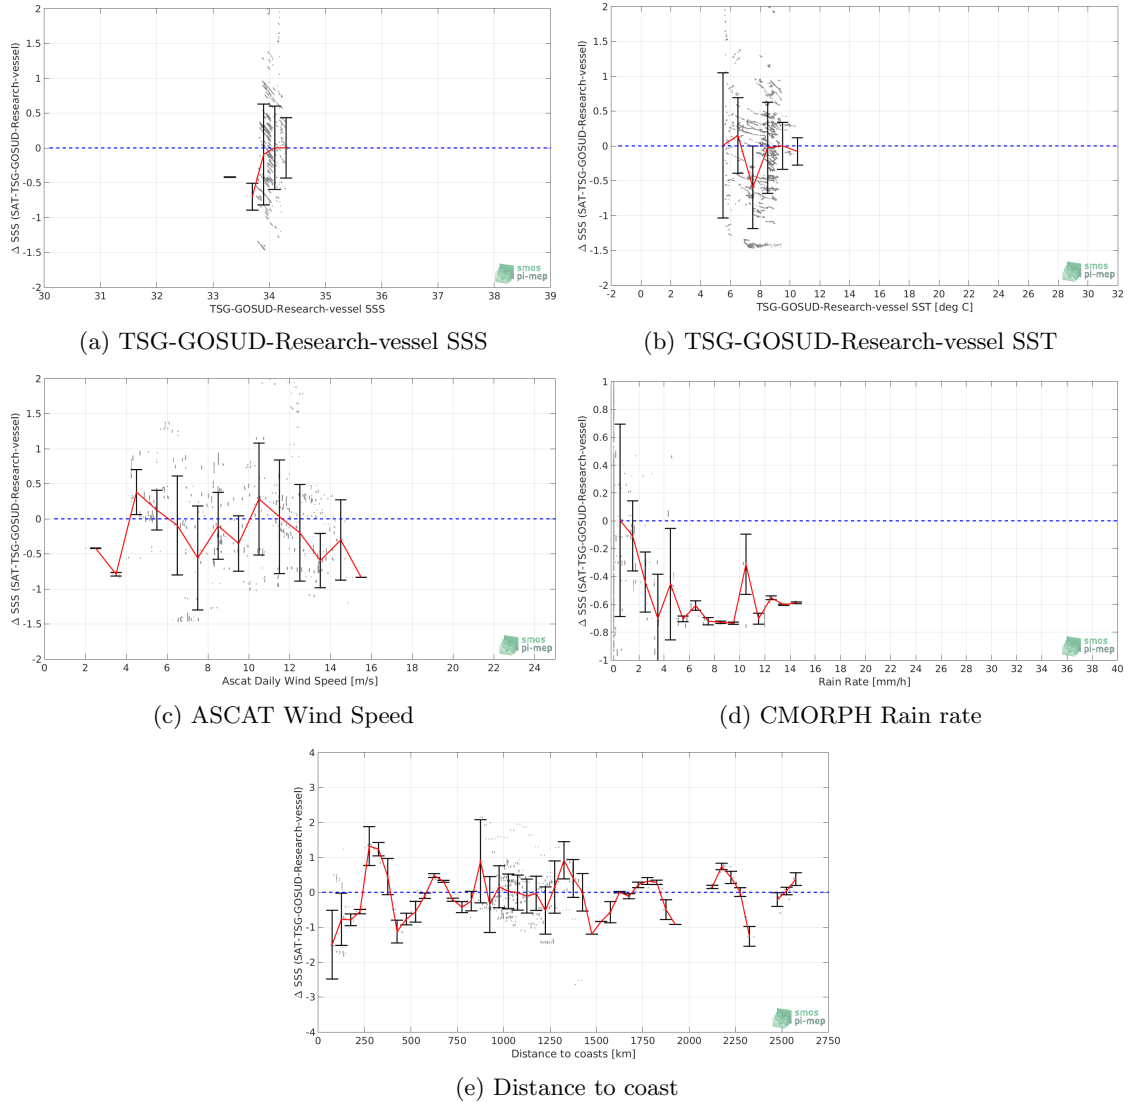 2
1.5
1
0.5
0
-0.5
-1
-1.5
-2
Δ SSS (SAT-TSG-GOSUD-Research-vessel)
30 31 32 33 34 35 36 37 38 39
TSG-GOSUD-Research-vessel SSS
smos
pi-mep
(a) TSG-GOSUD-Research-vessel SSS
2
1.5
1
0.5
0
-0.5
-1
-1.5
-2
Δ SSS (SAT-TSG-GOSUD-Research-vessel)
-2 0 2 4 6 8 10 12 14 16 18 20 22 24 26 28 30 32
TSG-GOSUD-Research-vessel SST [deg C]
smos
pi-mep
(b) TSG-GOSUD-Research-vessel SST
2
1.5
1
0.5
0
-0.5
-1
-1.5
-2
Δ SSS (SAT-TSG-GOSUD-Research-vessel)
0 2 4 6 8 10 12 14 16 18 20 22 24
Ascat Daily Wind Speed [m/s]
smos
pi-mep
(c) ASCAT Wind Speed
1
0.8
0.6
0.4
0.2
0
-0.2
-0.4
-0.6
-0.8
-1
Δ SSS (SAT-TSG-GOSUD-Research-vessel)
0 2 4 6 8 10 12 14 16 18 20 22 24 26 28 30 32 34 36 38 40
Rain Rate [mm/h]
smos
pi-mep
(d) CMORPH Rain rate
4
3
2
1
0
-1
-2
-3
-4
Δ SSS (SAT-TSG-GOSUD-Research-vessel)
0 250 500 750 1000 1250 1500 1750 2000 2250 2500 2750
Distance to coasts [km]
smos
pi-mep
(e) Distance to coast